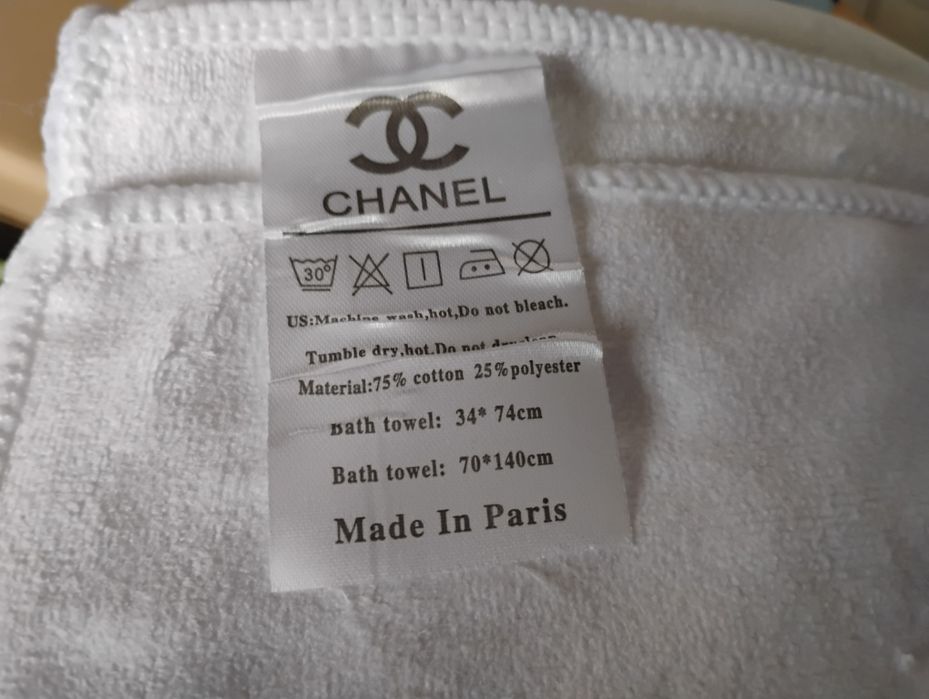 CHANEL
30°
US:Machine wash,hot,Do not bleach.
Tumble dry,hot.Do not dryclean
Material:75% cotton 25%polyester
Bath towel: 34* 74cm
Bath towel: 70*140cm
Made In Paris